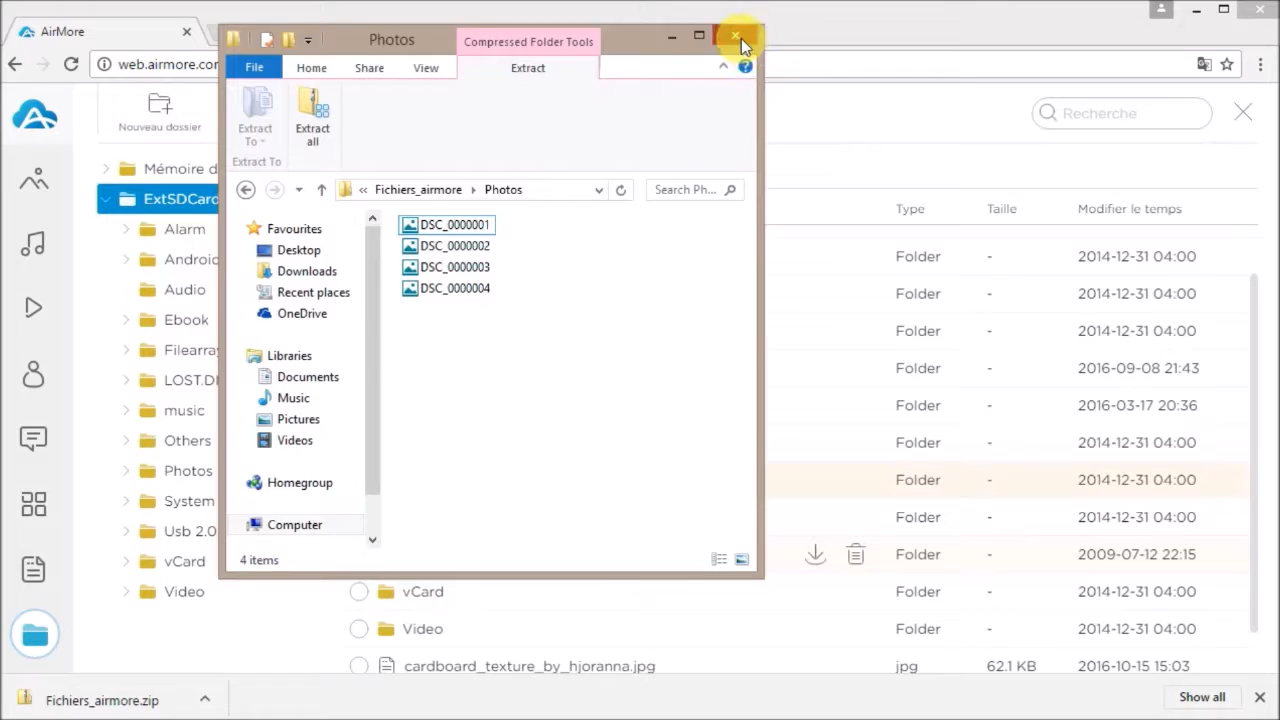 AirMore
web.airmore.com
Nouveau dossier
Recherche
Photos
Compressed Folder Tools
File
Home
Share
View
Extract
Extract To
Extract all
Extract To
Fichiers_airmore
Photos
Search Ph...
Favourites
Desktop
Downloads
Recent places
OneDrive
Libraries
Documents
Music
Pictures
Videos
Homegroup
Computer
DSC_0000001
DSC_0000002
DSC_0000003
DSC_0000004
4 items
Mémoire d
ExtSDCard
Alarm
Android
Audio
Ebook
Filearray
LOST.DI
music
Others
Photos
System
Usb 2.0
vCard
Video
Type Taille Modifier le temps
Folder - 2014-12-31 04:00
Folder - 2014-12-31 04:00
Folder - 2014-12-31 04:00
Folder - 2016-09-08 21:43
Folder - 2016-03-17 20:36
Folder - 2014-12-31 04:00
Folder - 2014-12-31 04:00
Folder - 2014-12-31 04:00
Folder - 2009-07-12 22:15
vCard Folder - 2014-12-31 04:00
Video Folder - 2014-12-31 04:00
cardboard_texture_by_hjoranna.jpg jpg 62.1 KB 2016-10-15 15:03
Fichiers_airmore.zip
Show all